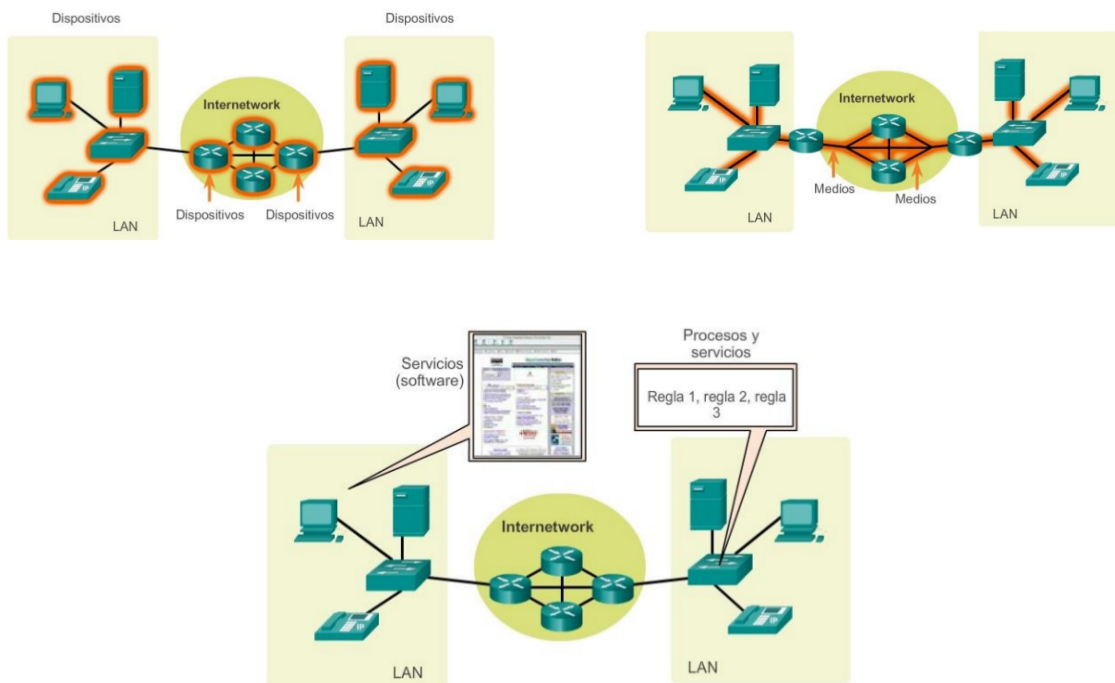 Dispositivos
Dispositivos
Internetwork
Dispositivos
Dispositivos
LAN
LAN
Internetwork
Medios
Medios
LAN
LAN
Servicios
(software)
Procesos y
servicios
Regla 1, regla 2, regla
3
Internetwork
LAN
LAN